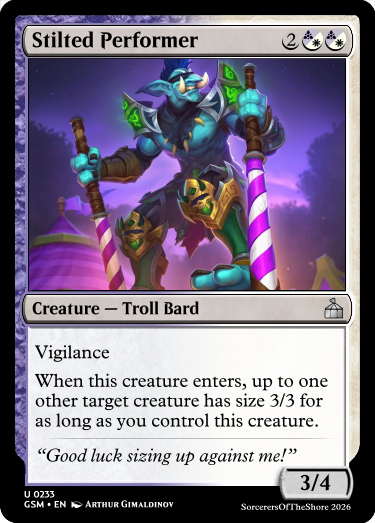 Stilted Performer 2
Creature — Troll Bard
Vigilance
When this creature enters, up to one
other target creature has size 3/3 for
as long as you control this creature.
“Good luck sizing up against me!”
3/4
U 0233
GSM • EN Arthur Gimaldinov
SorcerersOfTheShore 2026